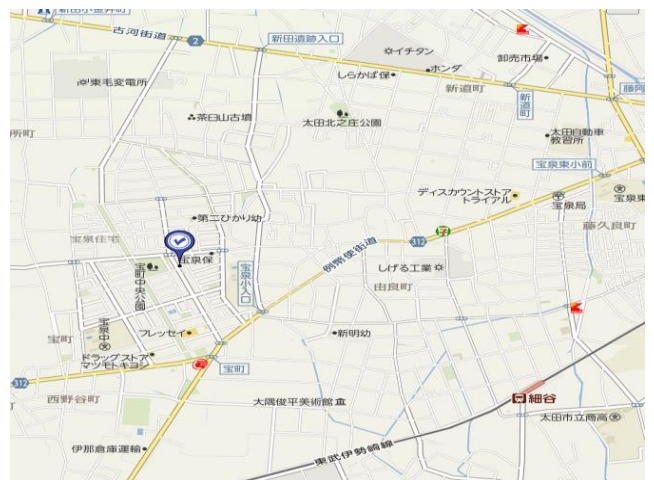 新田小金井町
古河街道
2
新田遺跡入口
イチタン
ホンダ
卸売市場
しらかば保
新道町
東毛変電所
新道町
茶臼山古墳
太田北之庄公園
太田自動車
教習所
宝泉東小前
ディスカウントストア
トライアル
宝泉局
宝泉東
藤久良町
第二ひかり幼
宝泉住宅
宝泉保
312
例幣使街道
しげる工業
由良町
宝町中央公園
宝泉小入口
宝泉中
宝町
フレッセイ
新明幼
ドラッグストア
マツモトキヨシ
宝町
312
西野谷町
大隅俊平美術館
細谷
太田市立商高
伊那倉庫運輸
東武伊勢崎線